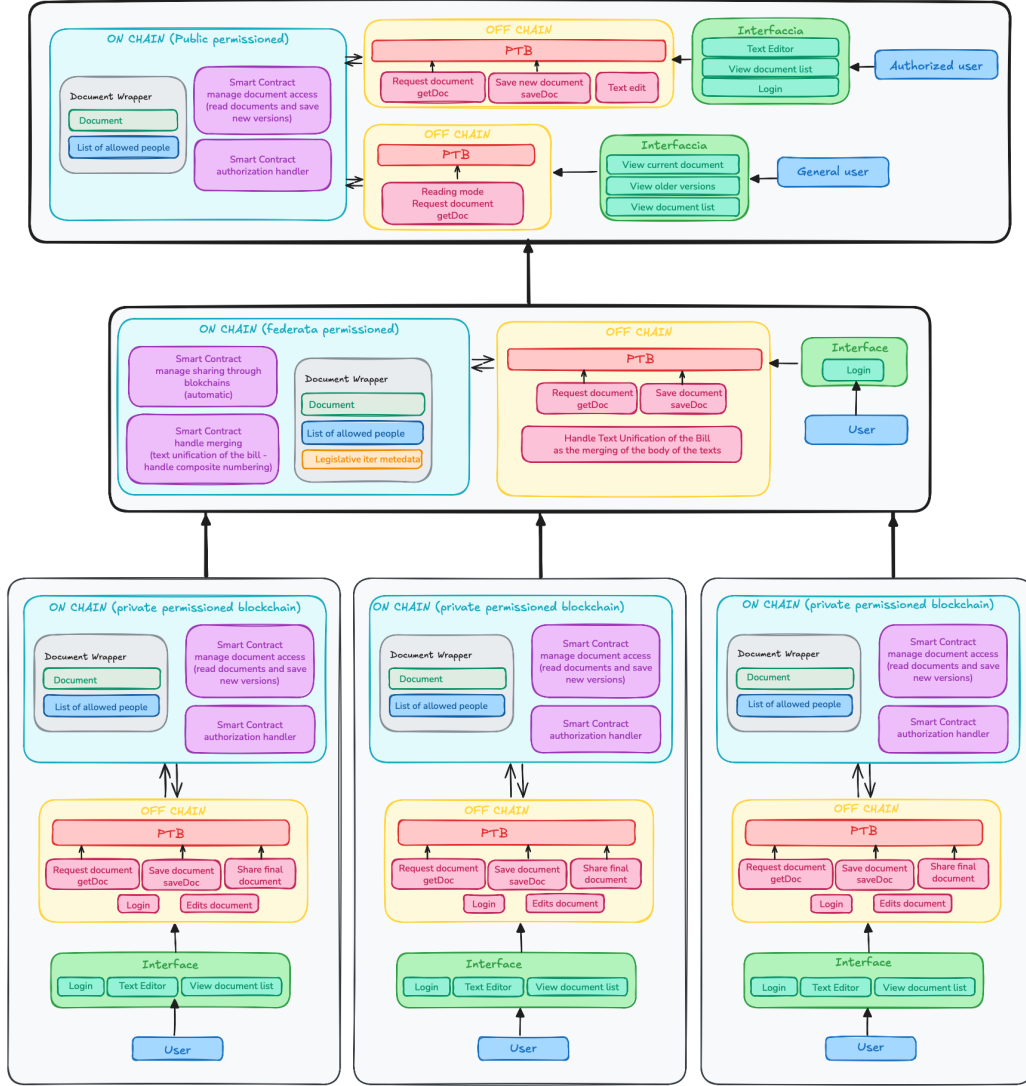 ON CHAIN (Public permissioned)
Document Wrapper
Document
List of allowed people
Smart Contract
manage document access
(read documents and save
new versions)
Smart Contract
authorization handler
OFF CHAIN
PTB
Request document
getDoc
Save new document
saveDoc
Text edit
Interfaccia
Text Editor
View document list
Login
Authorized user
OFF CHAIN
PTB
Reading mode
Request document
getDoc
Interfaccia
View current document
View older versions
View document list
General user
ON CHAIN (federata permissioned)
Smart Contract
manage sharing through
blokchains
(automatic)
Smart Contract
handle merging
(text unification of the bill -
handle composite numbering)
Document Wrapper
Document
List of allowed people
Legislative iter metedata
OFF CHAIN
PTB
Request document
getDoc
Save document
saveDoc
Handle Text Unification of the Bill
as the merging of the body of the texts
Interface
Login
User
ON CHAIN (private permissioned blockchain)
Document Wrapper
Document
List of allowed people
Smart Contract
manage document access
(read documents and save
new versions)
Smart Contract
authorization handler
OFF CHAIN
PTB
Request document
getDoc
Save document
saveDoc
Share final
document
Login
Edits document
Interface
Login
Text Editor
View document list
User
ON CHAIN (private permissioned blockchain)
Document Wrapper
Document
List of allowed people
Smart Contract
manage document access
(read documents and save
new versions)
Smart Contract
authorization handler
OFF CHAIN
PTB
Request document
getDoc
Save document
saveDoc
Share final
document
Login
Edits document
Interface
Login
Text Editor
View document list
User
ON CHAIN (private permissioned blockchain)
Document Wrapper
Document
List of allowed people
Smart Contract
manage document access
(read documents and save
new versions)
Smart Contract
authorization handler
OFF CHAIN
PTB
Request document
getDoc
Save document
saveDoc
Share final
document
Login
Edits document
Interface
Login
Text Editor
View document list
User